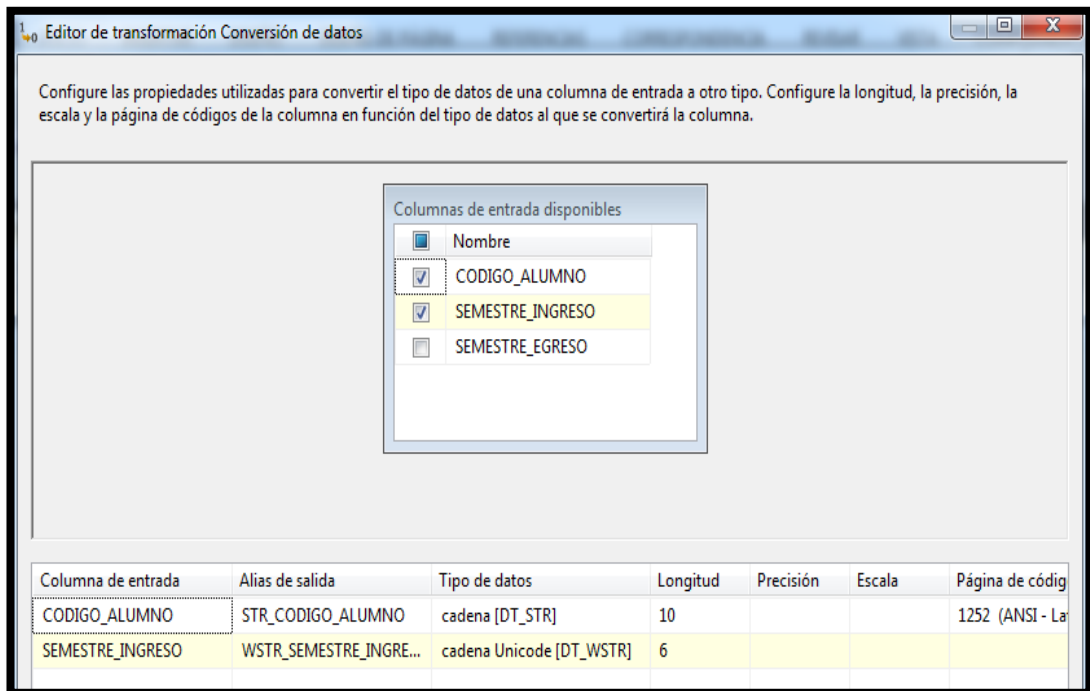 Editor de transformación Conversión de datos
Configure las propiedades utilizadas para convertir el tipo de datos de una columna de entrada a otro tipo. Configure la longitud, la precisión, la
escala y la página de códigos de la columna en función del tipo de datos al que se convertirá la columna.
Columnas de entrada disponibles
Nombre
CODIGO_ALUMNO
SEMESTRE_INGRESO
SEMESTRE_EGRESO
Columna de entrada Alias de salida Tipo de datos Longitud Precisión Escala Página de códig
CODIGO_ALUMNO STR_CODIGO_ALUMNO cadena [DT_STR] 10 1252 (ANSI - La
SEMESTRE_INGRESO WSTR_SEMESTRE_INGRE... cadena Unicode [DT_WSTR] 6